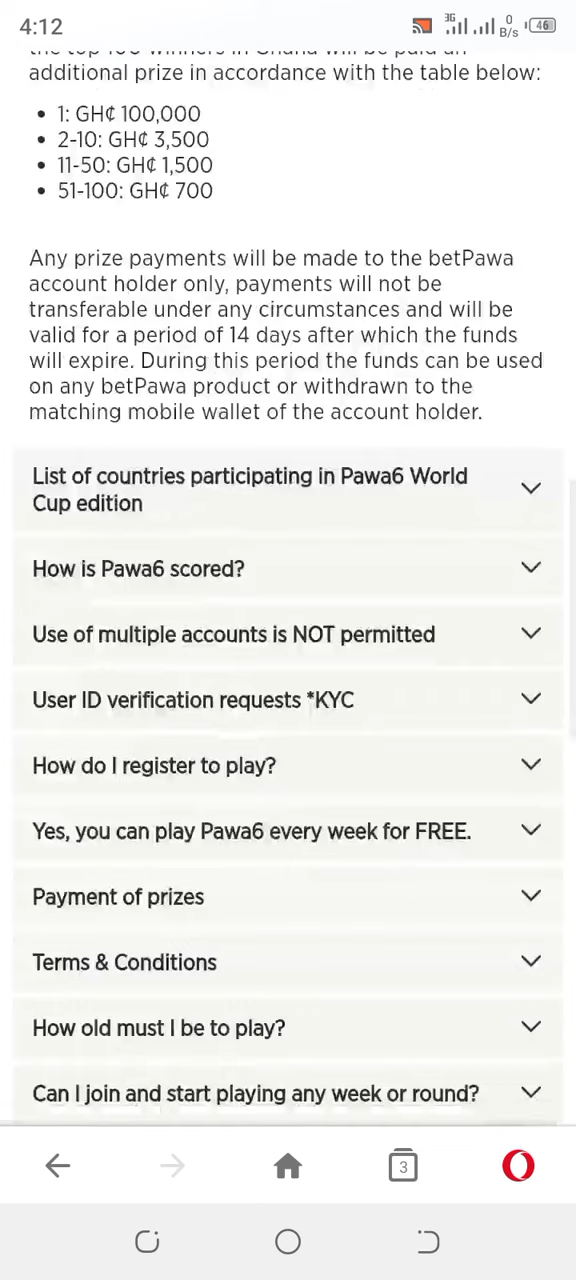 4:12
3G
0
B/s
46
additional prize in accordance with the table below:
• 1: GH₵ 100,000
• 2-10: GH₵ 3,500
• 11-50: GH₵ 1,500
• 51-100: GH₵ 700
Any prize payments will be made to the betPawa
account holder only, payments will not be
transferable under any circumstances and will be
valid for a period of 14 days after which the funds
will expire. During this period the funds can be used
on any betPawa product or withdrawn to the
matching mobile wallet of the account holder.
List of countries participating in Pawa6 World
Cup edition
How is Pawa6 scored?
Use of multiple accounts is NOT permitted
User ID verification requests *KYC
How do I register to play?
Yes, you can play Pawa6 every week for FREE.
Payment of prizes
Terms & Conditions
How old must I be to play?
Can I join and start playing any week or round?
3